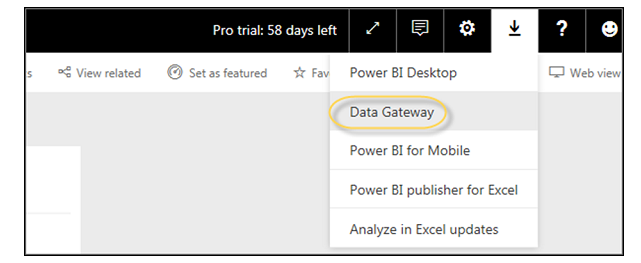 Pro trial: 58 days left
s View related Set as featured Fav Web view
Power BI Desktop
Data Gateway
Power BI for Mobile
Power BI publisher for Excel
Analyze in Excel updates